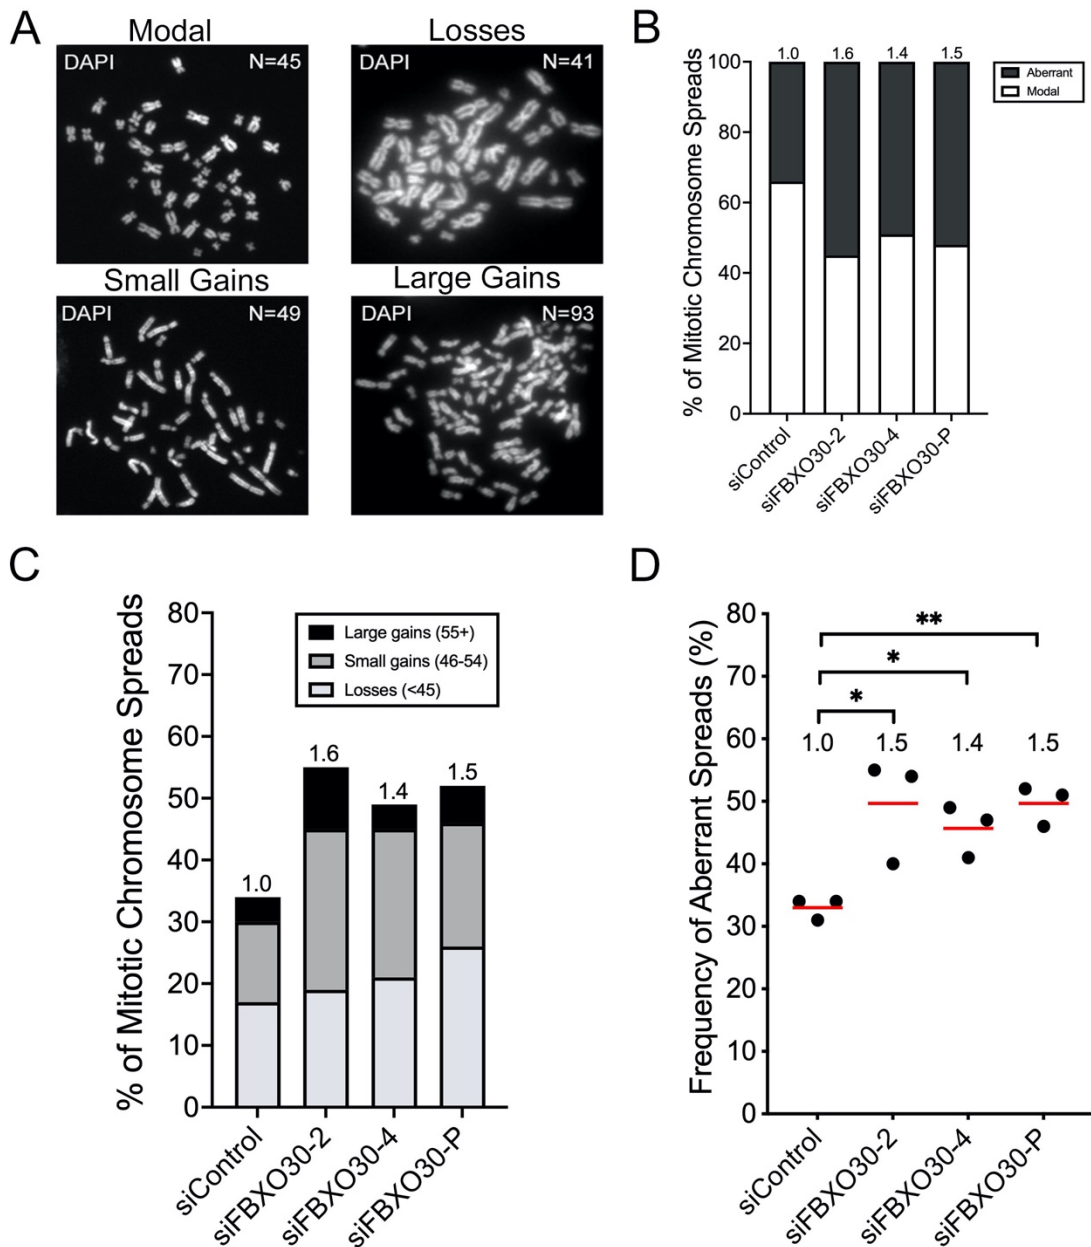 A
Modal
DAPI
N=45
Losses
DAPI
N=41
Small Gains
DAPI
N=49
Large Gains
DAPI
N=93
B
% of Mitotic Chromosome Spreads
100
80
60
40
20
0
1.0
1.6
1.4
1.5
Aberrant
Modal
siControl
siFBXO30-2
siFBXO30-4
siFBXO30-P
C
% of Mitotic Chromosome Spreads
80
70
60
50
40
30
20
10
0
Large gains (55+)
Small gains (46-54)
Losses (<45)
1.0
1.6
1.4
1.5
siControl
siFBXO30-2
siFBXO30-4
siFBXO30-P
D
Frequency of Aberrant Spreads (%)
80
70
60
50
40
30
20
10
0
**
*
*
1.0
1.5
1.4
1.5
siControl
siFBXO30-2
siFBXO30-4
siFBXO30-P